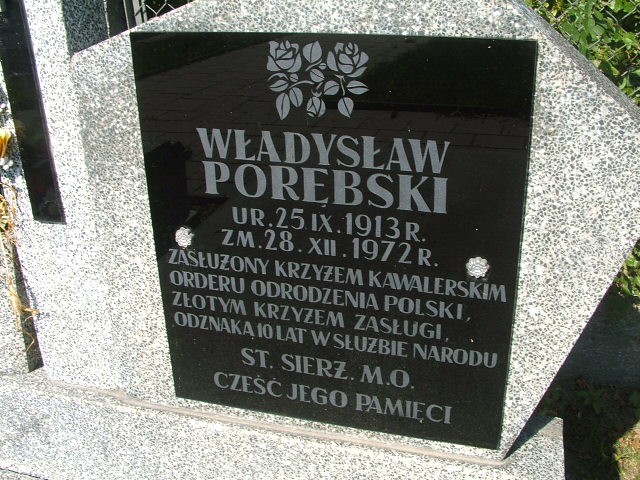 WŁADYSŁAW
PORĘBSKI
UR. 25 IX. 1913 R.
ZM. 28. XII. 1972 R.
ZASŁUŻONY KRZYŻEM KAWALERSKIM
ORDERU ODRODZENIA POLSKI,
ZŁOTYM KRZYŻEM ZASŁUGI,
ODZNAKĄ 10 LAT W SŁUŻBIE NARODU
ST. SIERŻ. M.O.
CZEŚĆ JEGO PAMIĘCI